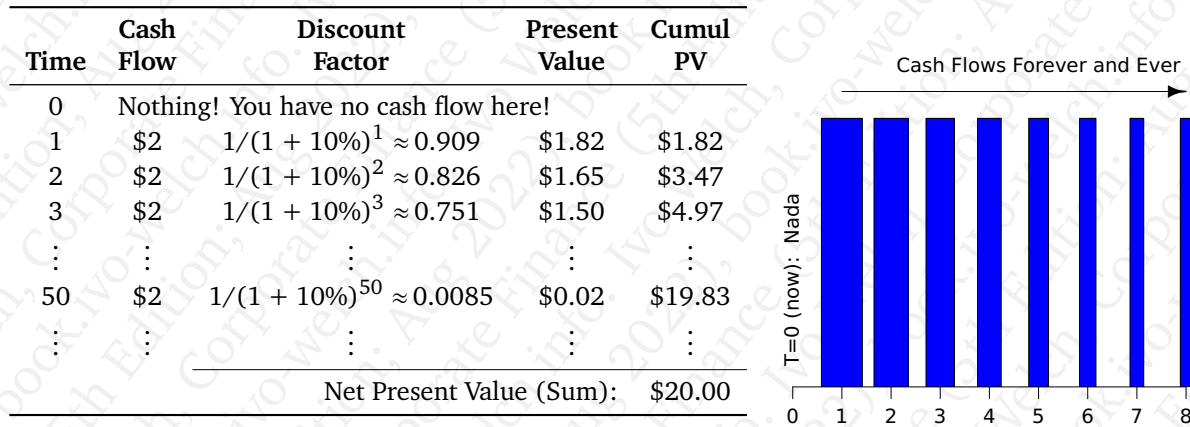 Cash Discount Present Cumul
Time Flow Factor Value PV
0 Nothing! You have no cash flow here!
1 $2 1/(1 + 10%)^1 ≈ 0.909 $1.82 $1.82
2 $2 1/(1 + 10%)^2 ≈ 0.826 $1.65 $3.47
3 $2 1/(1 + 10%)^3 ≈ 0.751 $1.50 $4.97
⋮ ⋮ ⋮ ⋮ ⋮
50 $2 1/(1 + 10%)^50 ≈ 0.0085 $0.02 $19.83
⋮ ⋮ ⋮ ⋮ ⋮
Net Present Value (Sum): $20.00
Cash Flows Forever and Ever
T=0 (now): Nada
0 1 2 3 4 5 6 7 8